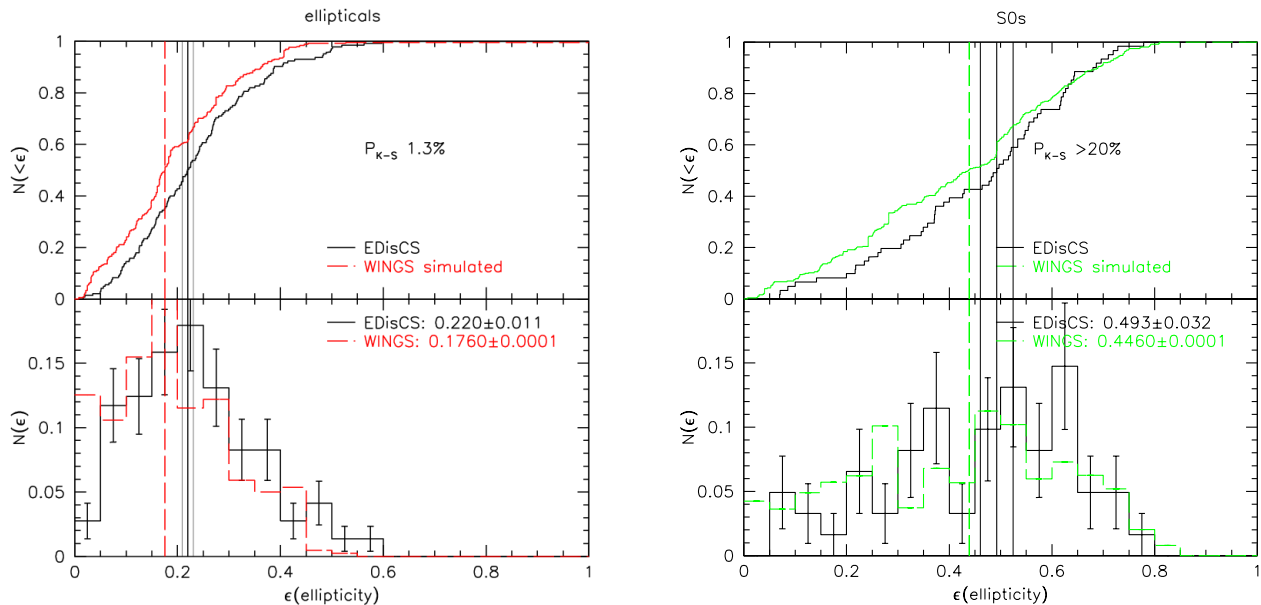 ellipticals
1
0.8
0.6
0.4
0.2
0
N(<ϵ)
P_K-S 1.3%
EDisCS
WINGS simulated
0.15
0.1
0.05
0
N(ϵ)
EDisCS: 0.220±0.011
WINGS: 0.1760±0.0001
0 0.2 0.4 0.6 0.8 1
ϵ(ellipticity)
S0s
1
0.8
0.6
0.4
0.2
0
N(<ϵ)
P_K-S >20%
EDisCS
WINGS simulated
0.15
0.1
0.05
0
N(ϵ)
EDisCS: 0.493±0.032
WINGS: 0.4460±0.0001
0 0.2 0.4 0.6 0.8 1
ϵ(ellipticity)